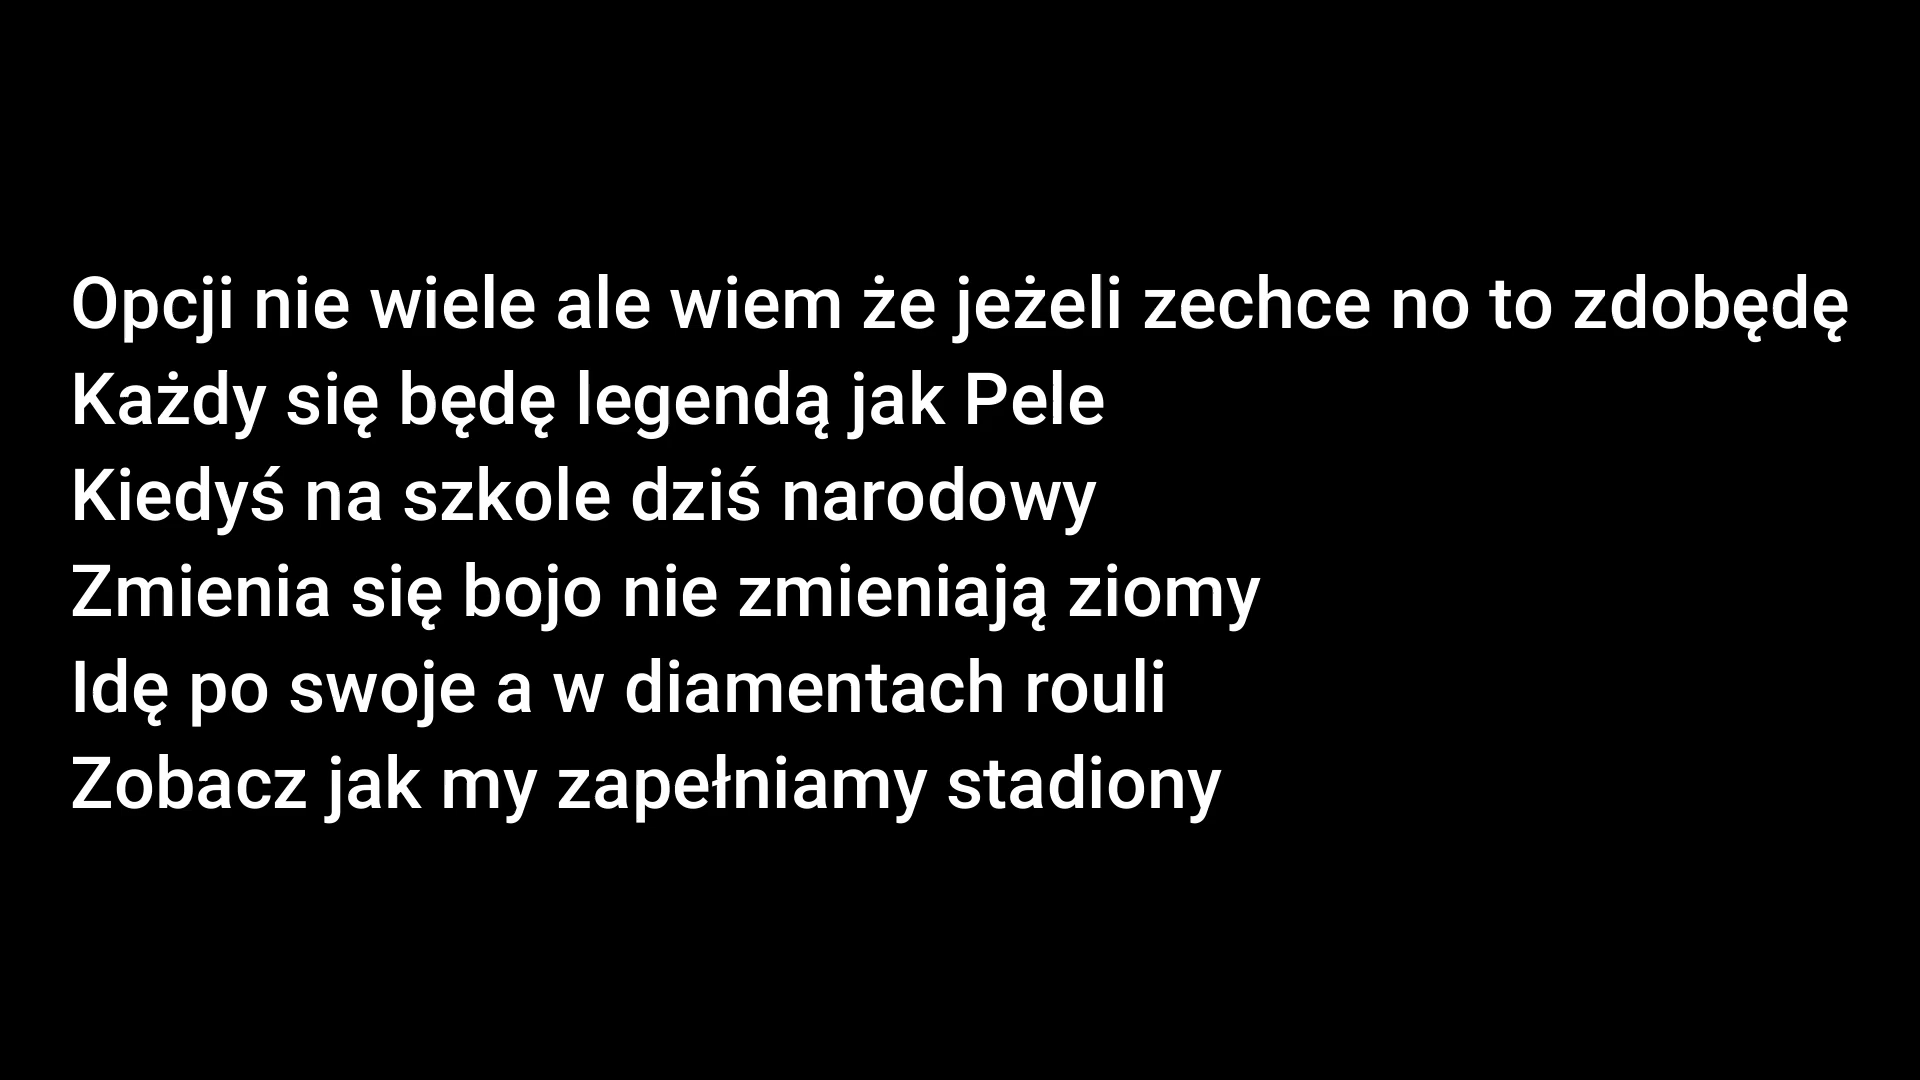 Opcji nie wiele ale wiem że jeżeli zechce no to zdobędę
Każdy się będę legendą jak Pele
Kiedyś na szkole dziś narodowy
Zmienia się bojo nie zmieniają ziomy
Idę po swoje a w diamentach rouli
Zobacz jak my zapełniamy stadiony